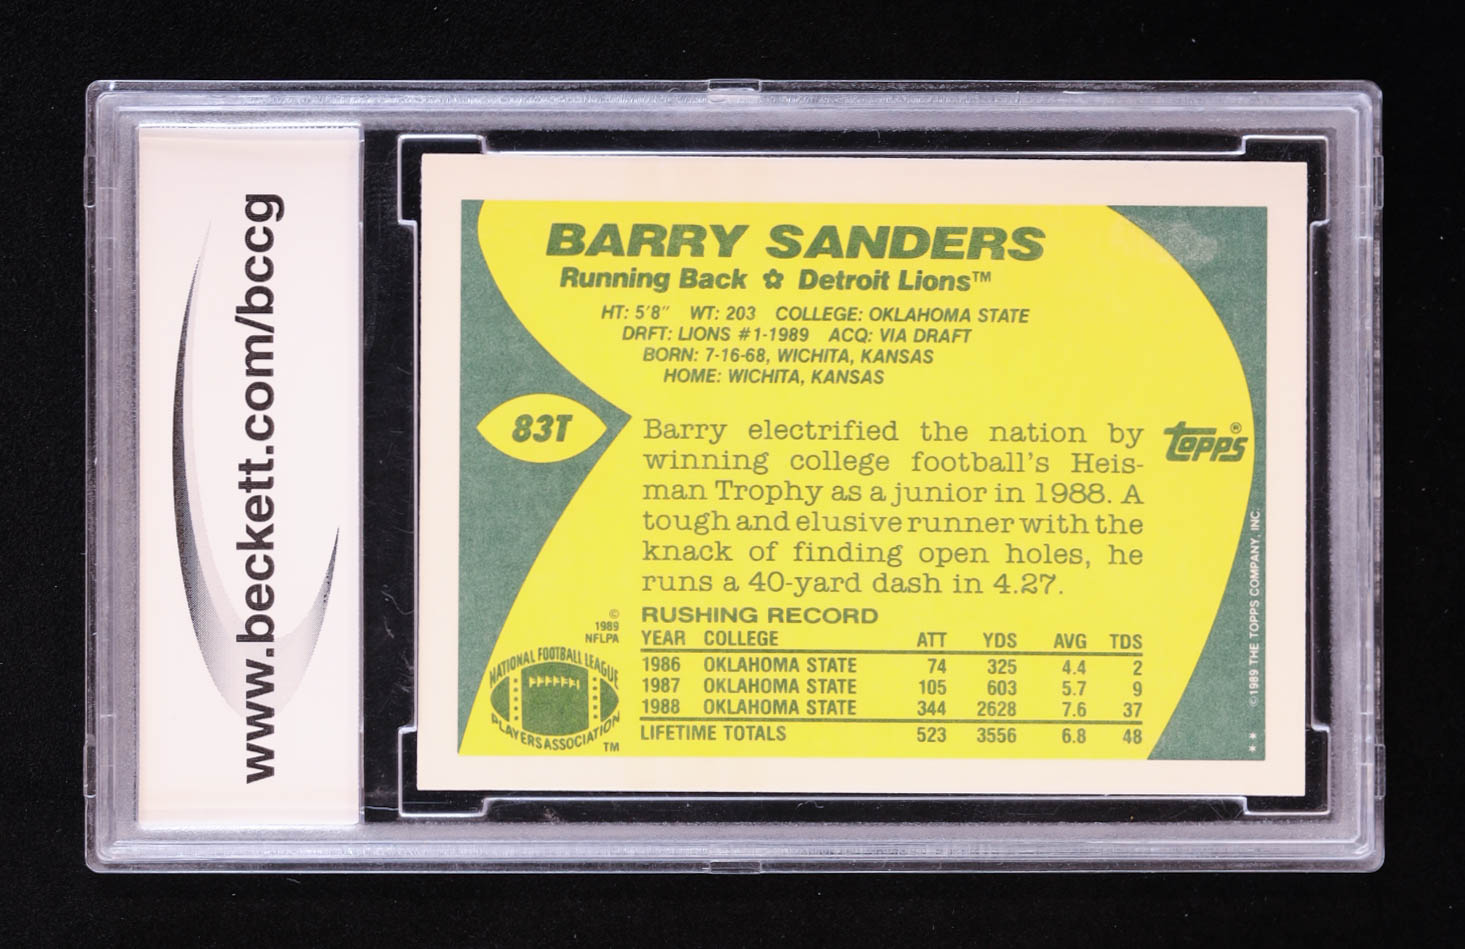 www.beckett.com/bccg
BARRY SANDERS
Running Back ✿ Detroit Lions™
HT: 5'8" WT: 203 COLLEGE: OKLAHOMA STATE
DRFT: LIONS #1-1989 ACQ: VIA DRAFT
BORN: 7-16-68, WICHITA, KANSAS
HOME: WICHITA, KANSAS
83T
Barry electrified the nation by
winning college football's Heis-
man Trophy as a junior in 1988. A
tough and elusive runner with the
knack of finding open holes, he
runs a 40-yard dash in 4.27.
topps®
RUSHING RECORD
YEAR COLLEGE ATT YDS AVG TDS
1986 OKLAHOMA STATE 74 325 4.4 2
1987 OKLAHOMA STATE 105 603 5.7 9
1988 OKLAHOMA STATE 344 2628 7.6 37
LIFETIME TOTALS 523 3556 6.8 48
©
1989
NFLPA
NATIONAL FOOTBALL LEAGUE
PLAYERS ASSOCIATION
TM
©1989 THE TOPPS COMPANY, INC.
**